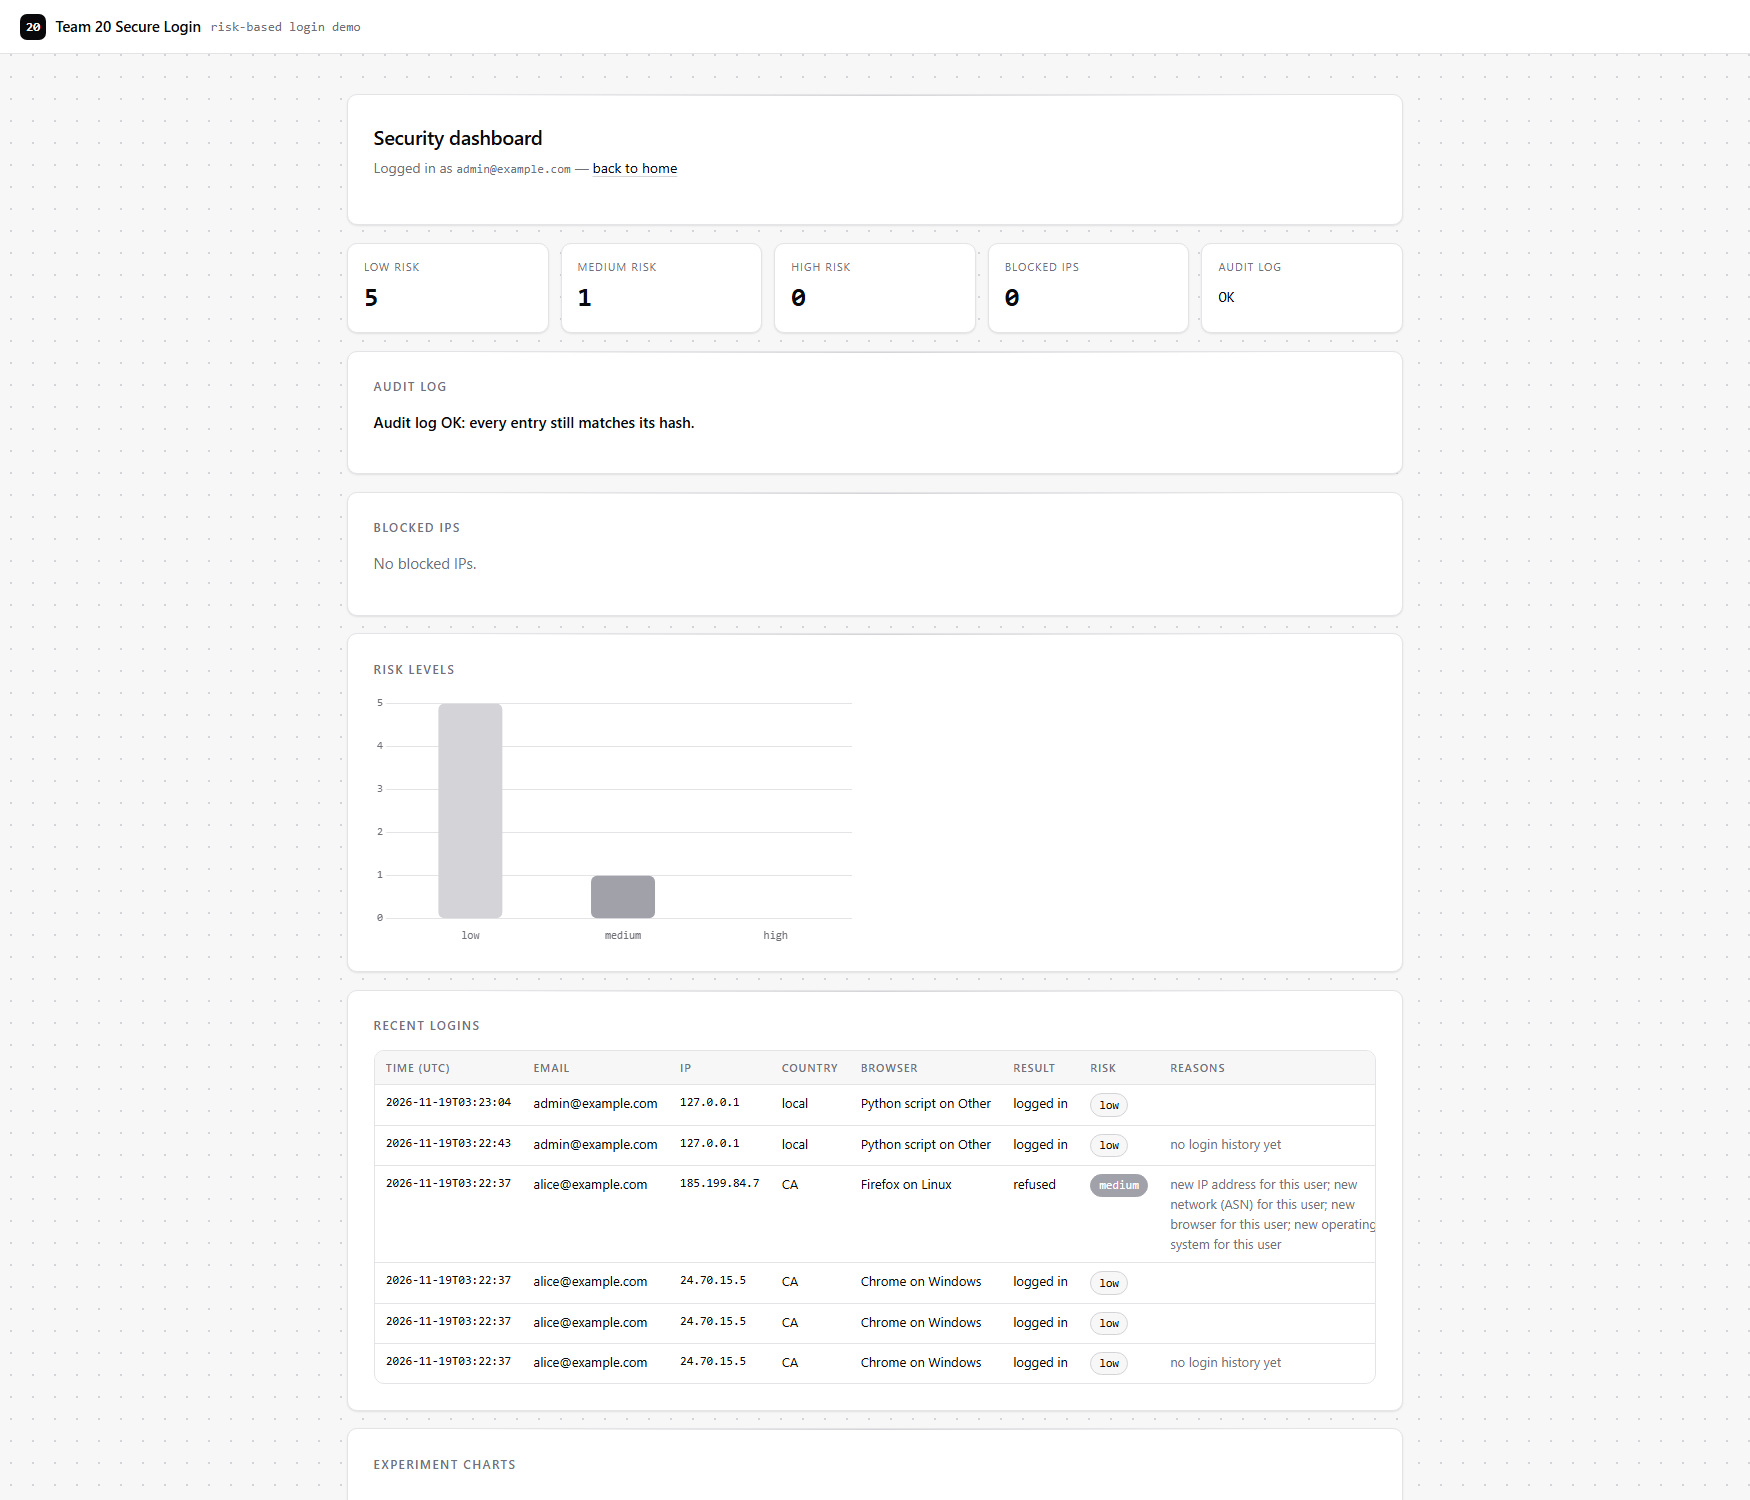 20 Team 20 Secure Login risk-based login demo
Security dashboard
Logged in as admin@example.com — back to home
LOW RISK MEDIUM RISK HIGH RISK BLOCKED IPS AUDIT LOG
5 1 0 0 OK
AUDIT LOG
Audit log OK: every entry still matches its hash.
BLOCKED IPS
No blocked IPs.
RISK LEVELS
5
4
3
2
1
0
low medium high
RECENT LOGINS
TIME (UTC) EMAIL IP COUNTRY BROWSER RESULT RISK REASONS
2026-11-19T03:23:04 admin@example.com 127.0.0.1 local Python script on Other logged in low
2026-11-19T03:22:43 admin@example.com 127.0.0.1 local Python script on Other logged in low no login history yet
2026-11-19T03:22:37 alice@example.com 185.199.84.7 CA Firefox on Linux refused medium new IP address for this user; new
network (ASN) for this user; new
browser for this user; new operating
system for this user
2026-11-19T03:22:37 alice@example.com 24.70.15.5 CA Chrome on Windows logged in low
2026-11-19T03:22:37 alice@example.com 24.70.15.5 CA Chrome on Windows logged in low
2026-11-19T03:22:37 alice@example.com 24.70.15.5 CA Chrome on Windows logged in low no login history yet
EXPERIMENT CHARTS